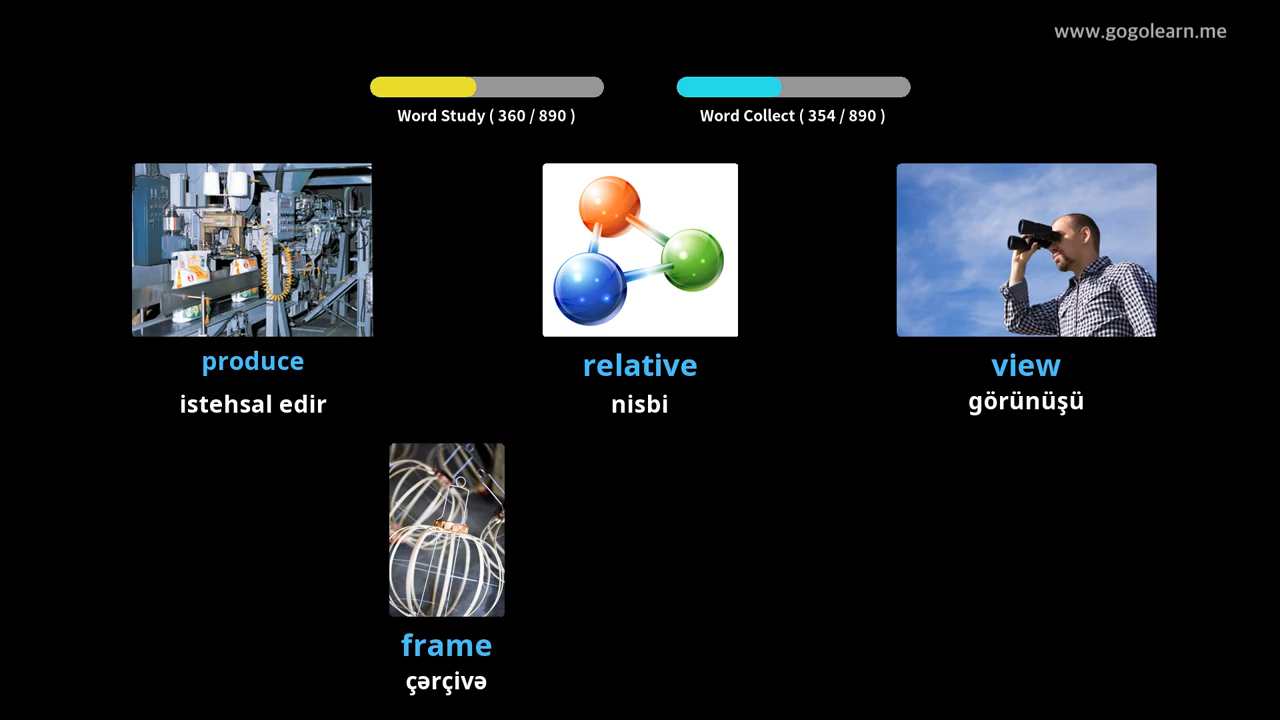 www.gogolearn.me
Word Study ( 360 / 890 )
Word Collect ( 354 / 890 )
produce
istehsal edir
relative
nisbi
view
görünüşü
frame
çərçivə